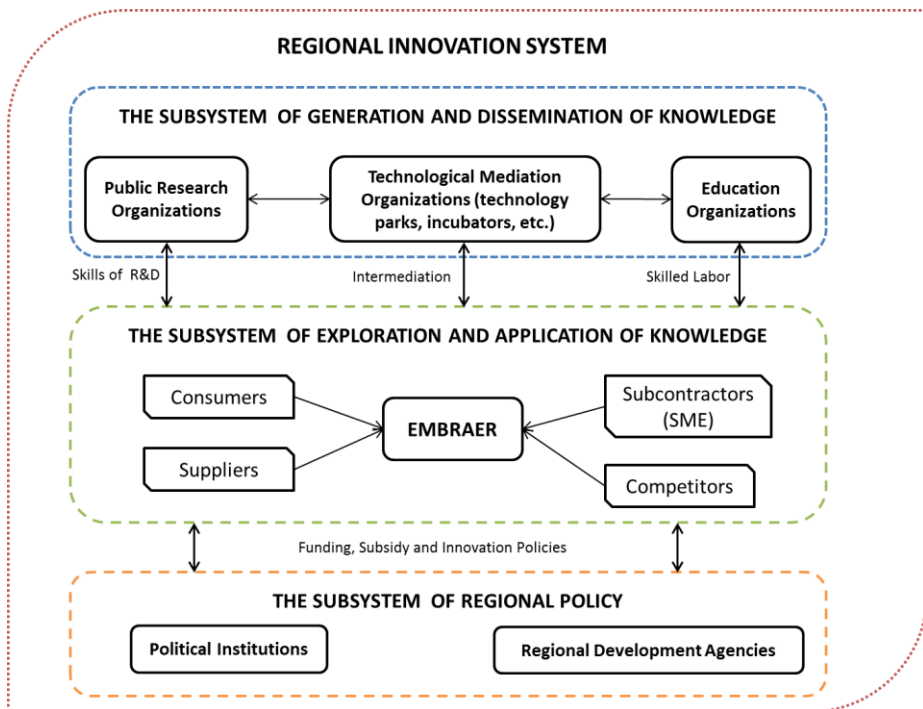 REGIONAL INNOVATION SYSTEM
THE SUBSYSTEM OF GENERATION AND DISSEMINATION OF KNOWLEDGE
Public Research
Organizations
Technological Mediation
Organizations (technology
parks, incubators, etc.)
Education
Organizations
Skills of R&D
Intermediation
Skilled Labor
THE SUBSYSTEM OF EXPLORATION AND APPLICATION OF KNOWLEDGE
Consumers
Suppliers
EMBRAER
Subcontractors
(SME)
Competitors
Funding, Subsidy and Innovation Policies
THE SUBSYSTEM OF REGIONAL POLICY
Political Institutions
Regional Development Agencies